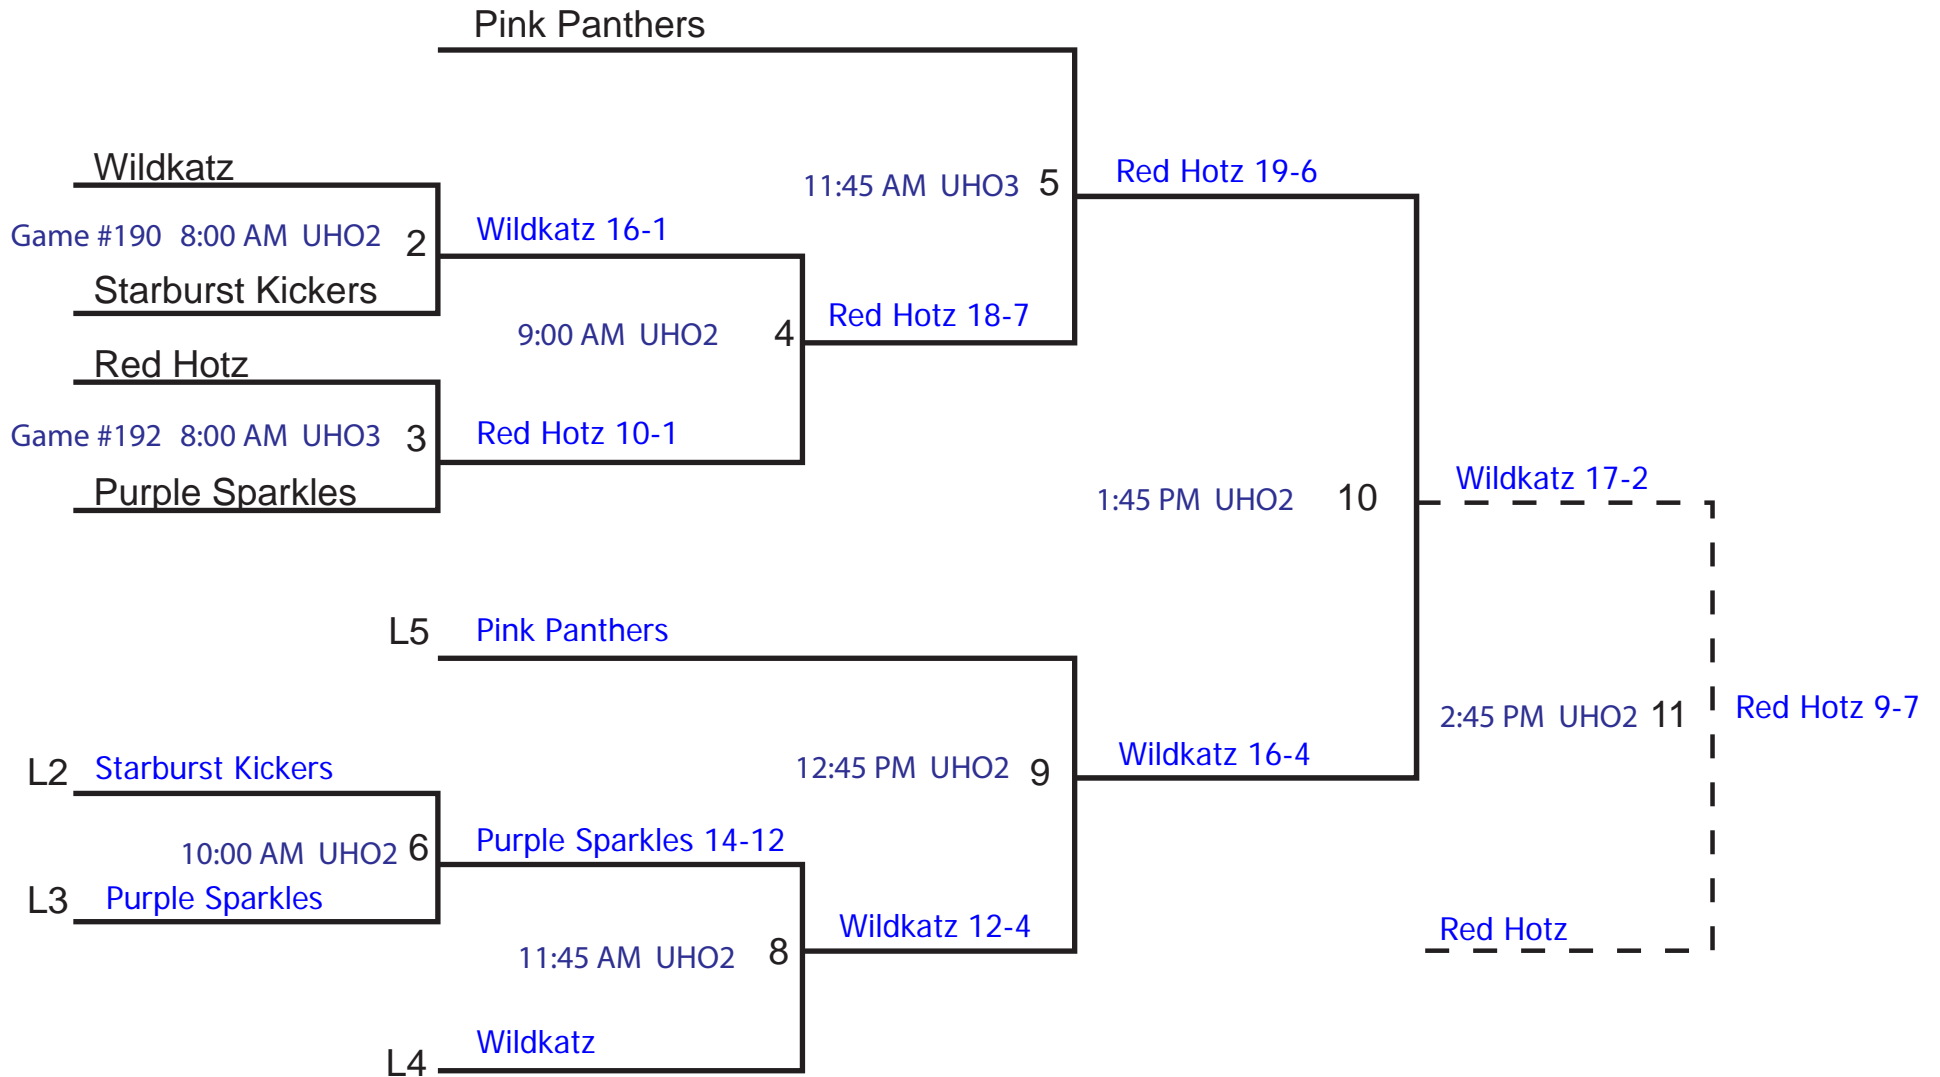 Pink Panthers
Wildkatz
Red Hotz 19-6
11:45 AM UHO3 5
Game #190 8:00 AM UHO2 2
Wildkatz 16-1
Starburst Kickers
Red Hotz 18-7
9:00 AM UHO2 4
Red Hotz
Game #192 8:00 AM UHO3 3
Red Hotz 10-1
Purple Sparkles
Wildkatz 17-2
1:45 PM UHO2 10
L5 Pink Panthers
2:45 PM UHO2 11
Red Hotz 9-7
L2 Starburst Kickers
12:45 PM UHO2 9
Wildkatz 16-4
10:00 AM UHO2 6
Purple Sparkles 14-12
L3 Purple Sparkles
Wildkatz 12-4
Red Hotz
11:45 AM UHO2 8
Wildkatz
L4